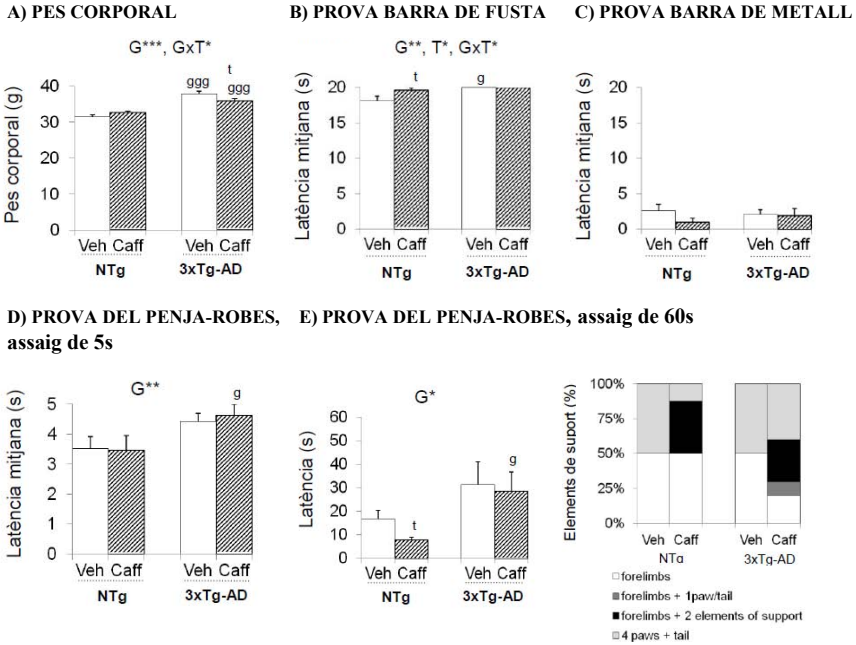 A) PES CORPORAL
G***, GxT*
Pes corporal (g)
40
30
20
10
0
ggg
t
ggg
Veh Caff
Veh Caff
NTg
3xTg-AD
B) PROVA BARRA DE FUSTA
G**, T*, GxT*
Latència mitjana (s)
20
15
10
5
0
t
g
Veh Caff
Veh Caff
NTg
3xTg-AD
C) PROVA BARRA DE METALL
Latència mitjana (s)
20
15
10
5
0
Veh Caff
Veh Caff
NTg
3xTg-AD
D) PROVA DEL PENJA-ROBES,
assaig de 5s
G**
Latència mitjana (s)
5
4
3
2
1
0
g
Veh Caff
Veh Caff
NTg
3xTg-AD
E) PROVA DEL PENJA-ROBES, assaig de 60s
G*
Latència (s)
60
50
40
30
20
10
0
t
g
Veh Caff
Veh Caff
NTg
3xTg-AD
Elements de suport (%)
100%
75%
50%
25%
0%
Veh Caff
Veh Caff
NTg
3xTg-AD
forelimbs
forelimbs + 1paw/tail
forelimbs + 2 elements of support
4 paws + tail